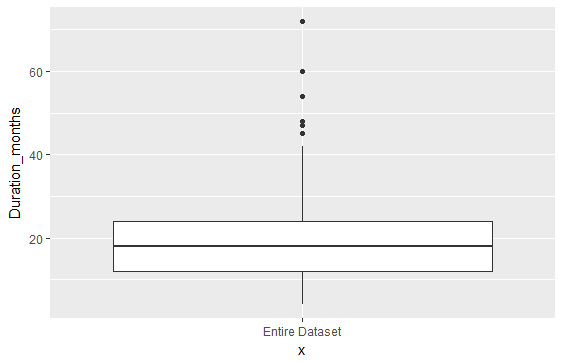 Duration_months
60
40
20
Entire Dataset
x